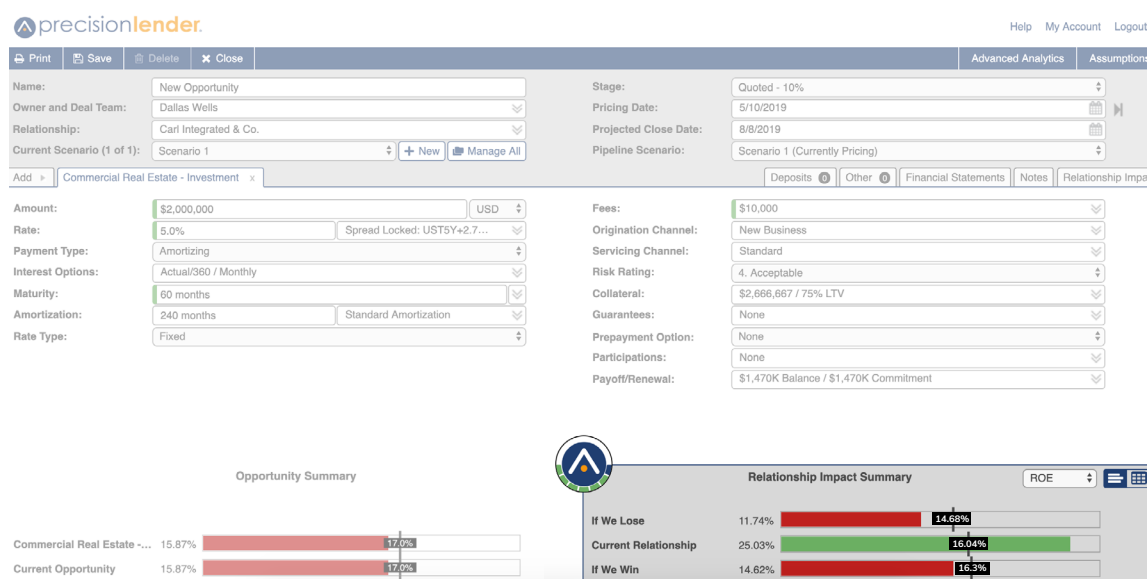 precisionlender.
Help My Account Logout
Print Save Delete Close Advanced Analytics Assumptions
Name: New Opportunity Stage: Quoted - 10%
Owner and Deal Team: Dallas Wells Pricing Date: 5/10/2019
Relationship: Carl Integrated & Co. Projected Close Date: 8/8/2019
Current Scenario (1 of 1): Scenario 1 + New Manage All Pipeline Scenario: Scenario 1 (Currently Pricing)
Add Commercial Real Estate - Investment x Deposits 0 Other 0 Financial Statements Notes Relationship Impa
Amount: $2,000,000 USD Fees: $10,000
Rate: 5.0% Spread Locked: UST5Y+2.7... Origination Channel: New Business
Payment Type: Amortizing Servicing Channel: Standard
Interest Options: Actual/360 / Monthly Risk Rating: 4. Acceptable
Maturity: 60 months Collateral: $2,666,667 / 75% LTV
Amortization: 240 months Standard Amortization Guarantees: None
Rate Type: Fixed Prepayment Option: None
Participations: None
Payoff/Renewal: $1,470K Balance / $1,470K Commitment
Opportunity Summary Relationship Impact Summary ROE
If We Lose 11.74% 14.68%
Commercial Real Estate -... 15.87% 17.0% Current Relationship 25.03% 16.04%
Current Opportunity 15.87% 17.0% If We Win 14.62% 16.3%